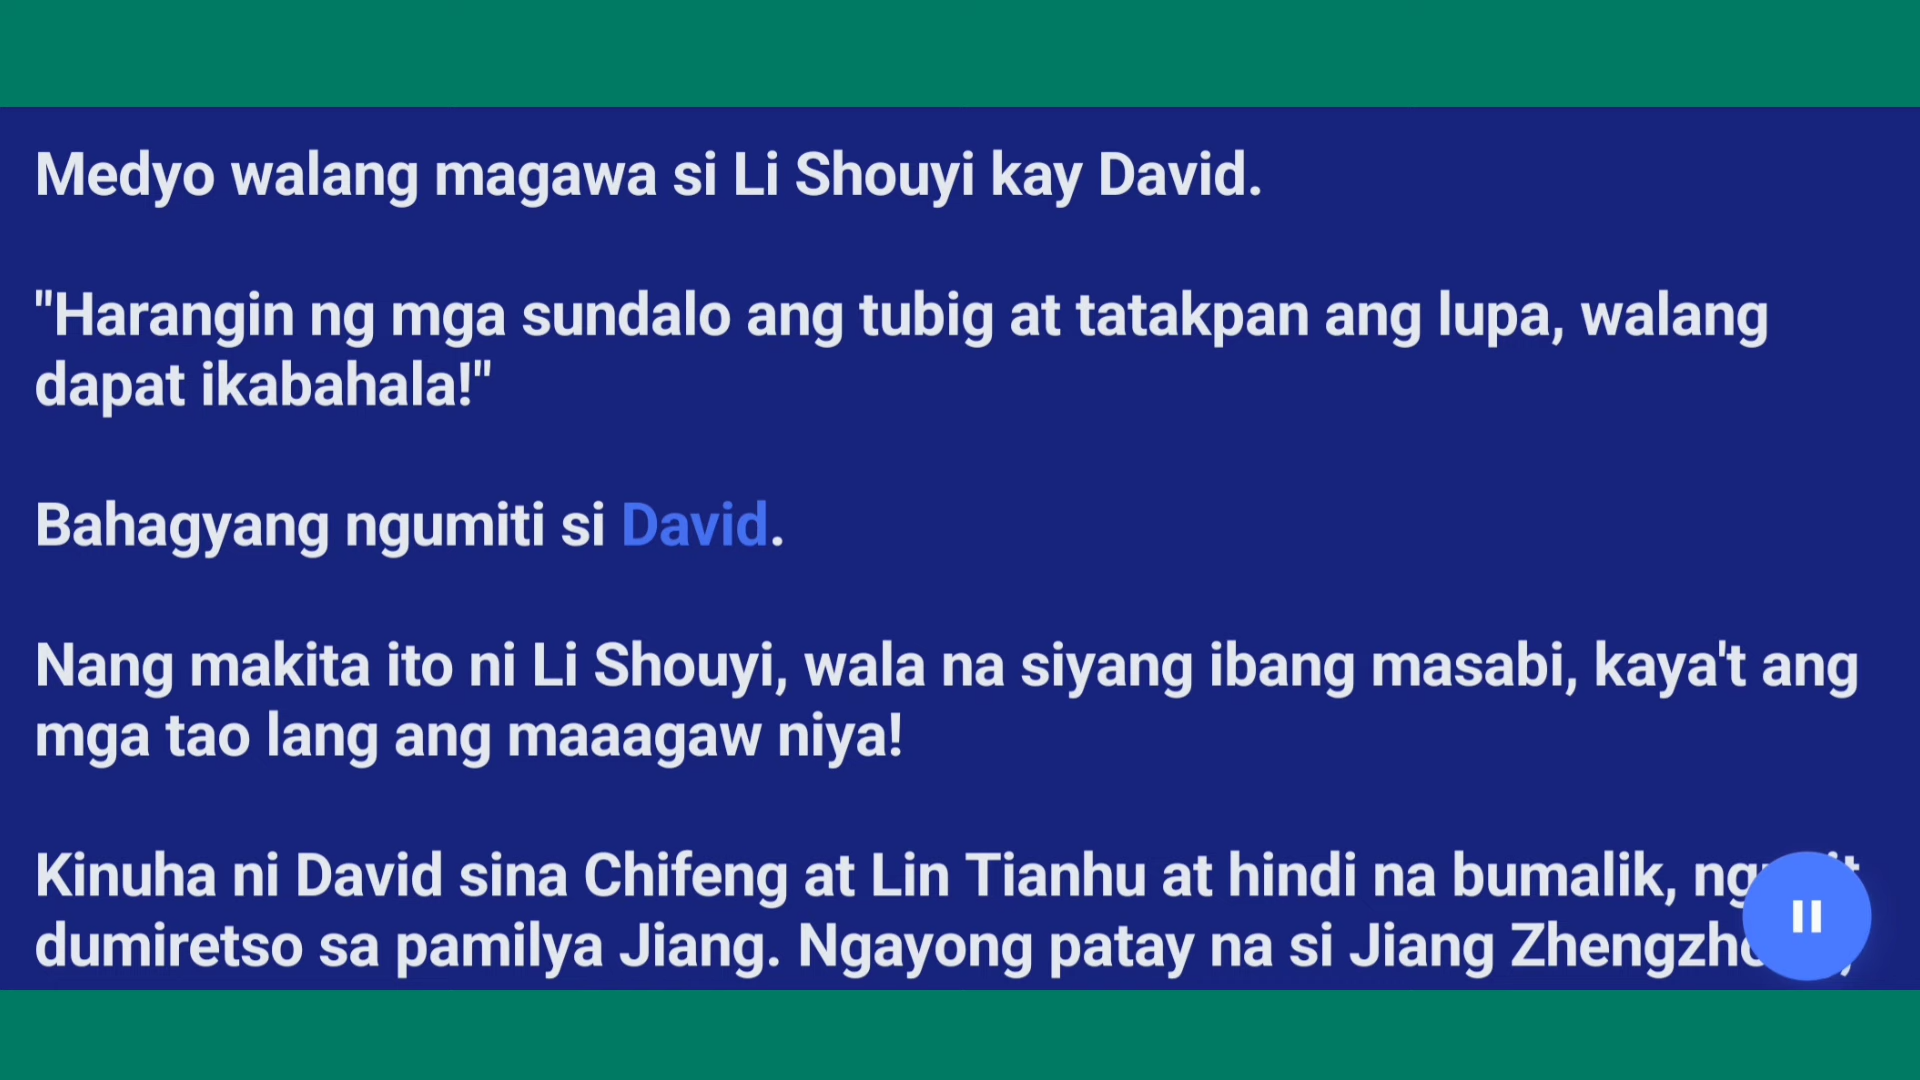 Medyo walang magawa si Li Shouyi kay David.
"Harangin ng mga sundalo ang tubig at tatakpan ang lupa, walang
dapat ikabahala!"
Bahagyang ngumiti si David.
Nang makita ito ni Li Shouyi, wala na siyang ibang masabi, kaya't ang
mga tao lang ang maaagaw niya!
Kinuha ni David sina Chifeng at Lin Tianhu at hindi na bumalik,
dumiretso sa pamilya Jiang. Ngayong patay na si Jiang